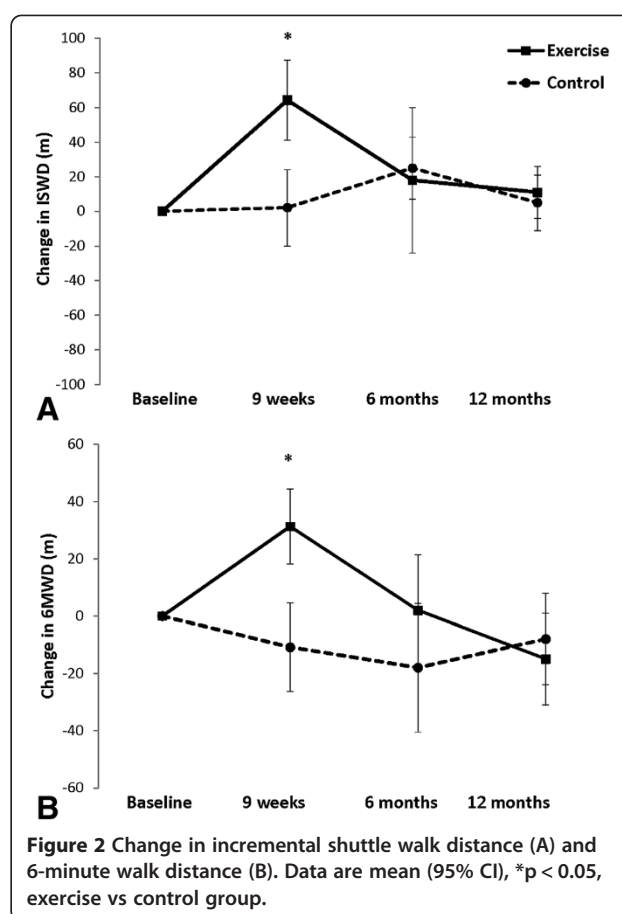 100
80
60
40
20
0
-20
-40
-60
-80
-100
Change in ISWD (m)
*
Exercise
Control
A
Baseline 9 weeks 6 months 12 months
60
40
20
0
-20
-40
-60
Change in 6MWD (m)
*
B
Baseline 9 weeks 6 months 12 months
Figure 2 Change in incremental shuttle walk distance (A) and
6-minute walk distance (B). Data are mean (95% CI), *p < 0.05,
exercise vs control group.